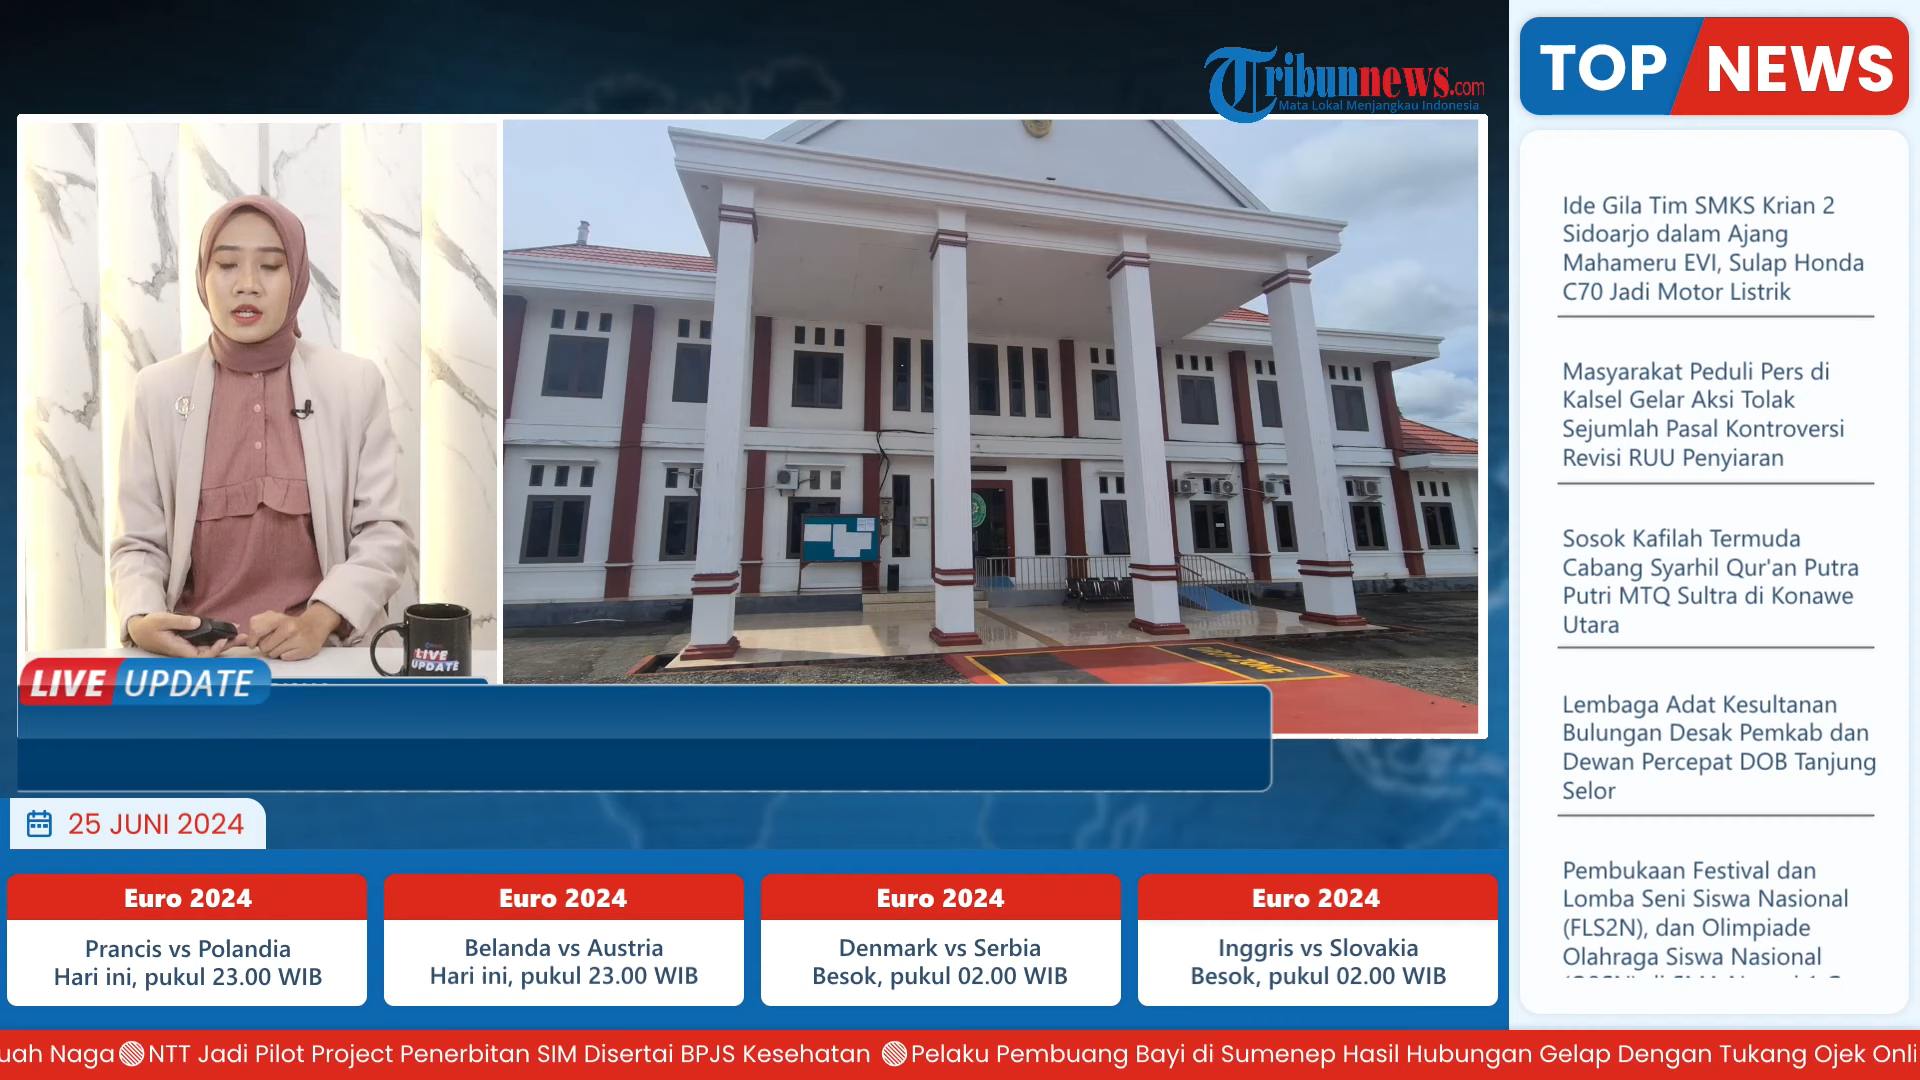 Tribunnews.com
Mata Lokal Menjangkau Indonesia
LIVE UPDATE
LIVE
UPDATE
25 JUNI 2024
Euro 2024
Prancis vs Polandia
Hari ini, pukul 23.00 WIB
Euro 2024
Belanda vs Austria
Hari ini, pukul 23.00 WIB
Euro 2024
Denmark vs Serbia
Besok, pukul 02.00 WIB
Euro 2024
Inggris vs Slovakia
Besok, pukul 02.00 WIB
TOP NEWS
Ide Gila Tim SMKS Krian 2
Sidoarjo dalam Ajang
Mahameru EVI, Sulap Honda
C70 Jadi Motor Listrik
Masyarakat Peduli Pers di
Kalsel Gelar Aksi Tolak
Sejumlah Pasal Kontroversi
Revisi RUU Penyiaran
Sosok Kafilah Termuda
Cabang Syarhil Qur'an Putra
Putri MTQ Sultra di Konawe
Utara
Lembaga Adat Kesultanan
Bulungan Desak Pemkab dan
Dewan Percepat DOB Tanjung
Selor
Pembukaan Festival dan
Lomba Seni Siswa Nasional
(FLS2N), dan Olimpiade
Olahraga Siswa Nasional
uah Naga NTT Jadi Pilot Project Penerbitan SIM Disertai BPJS Kesehatan Pelaku Pembuang Bayi di Sumenep Hasil Hubungan Gelap Dengan Tukang Ojek Onli